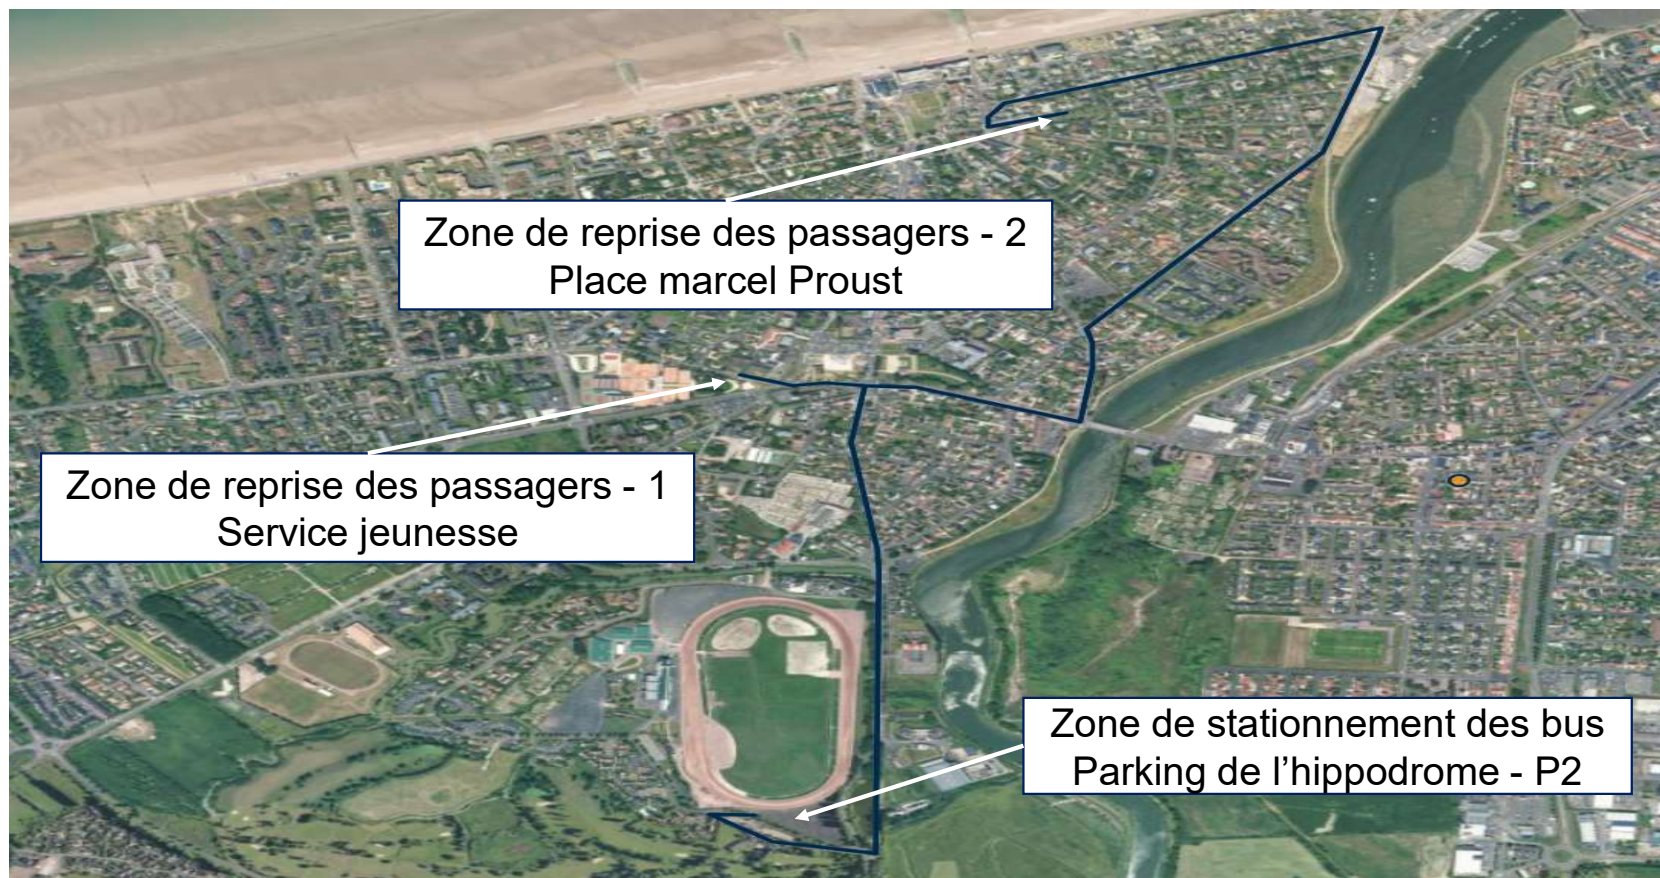 Zone de reprise des passagers - 2
Place marcel Proust
Zone de reprise des passagers - 1
Service jeunesse
Zone de stationnement des bus
Parking de l’hippodrome - P2